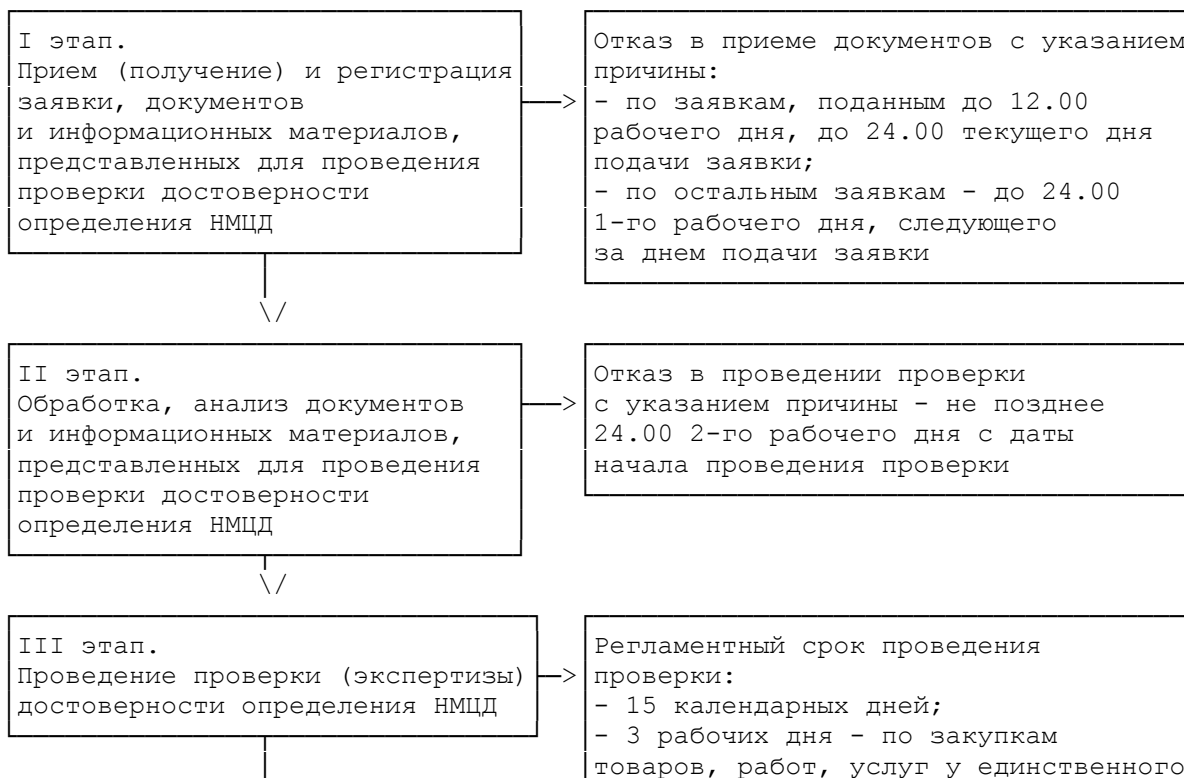 I этап.
Прием (получение) и регистрация
заявки, документов
и информационных материалов,
представленных для проведения
проверки достоверности
определения НМЦД
Отказ в приеме документов с указанием
причины:
- по заявкам, поданным до 12.00
рабочего дня, до 24.00 текущего дня
подачи заявки;
- по остальным заявкам - до 24.00
1-го рабочего дня, следующего
за днем подачи заявки
II этап.
Обработка, анализ документов
и информационных материалов,
представленных для проведения
проверки достоверности
определения НМЦД
Отказ в проведении проверки
с указанием причины - не позднее
24.00 2-го рабочего дня с даты
начала проведения проверки
III этап.
Проведение проверки (экспертизы)
достоверности определения НМЦД
Регламентный срок проведения
проверки:
- 15 календарных дней;
- 3 рабочих дня - по закупкам
товаров, работ, услуг у единственного